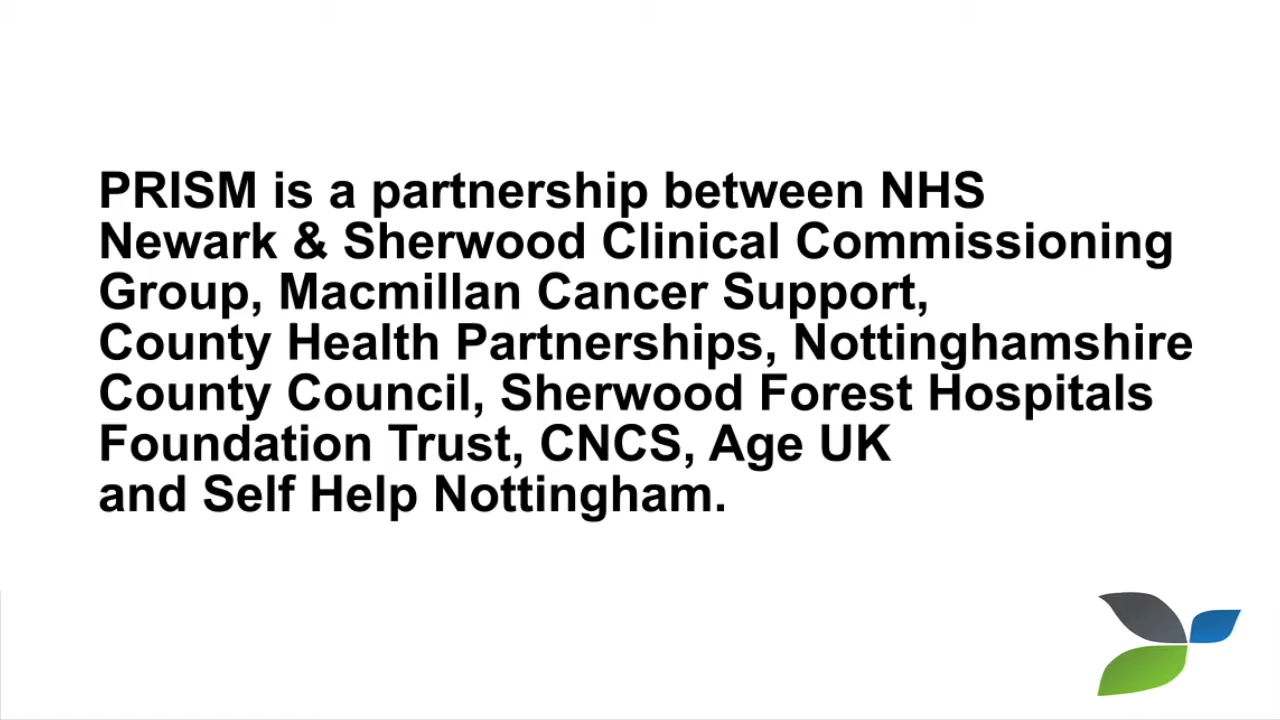 PRISM is a partnership between NHS
Newark & Sherwood Clinical Commissioning
Group, Macmillan Cancer Support,
County Health Partnerships, Nottinghamshire
County Council, Sherwood Forest Hospitals
Foundation Trust, CNCS, Age UK
and Self Help Nottingham.